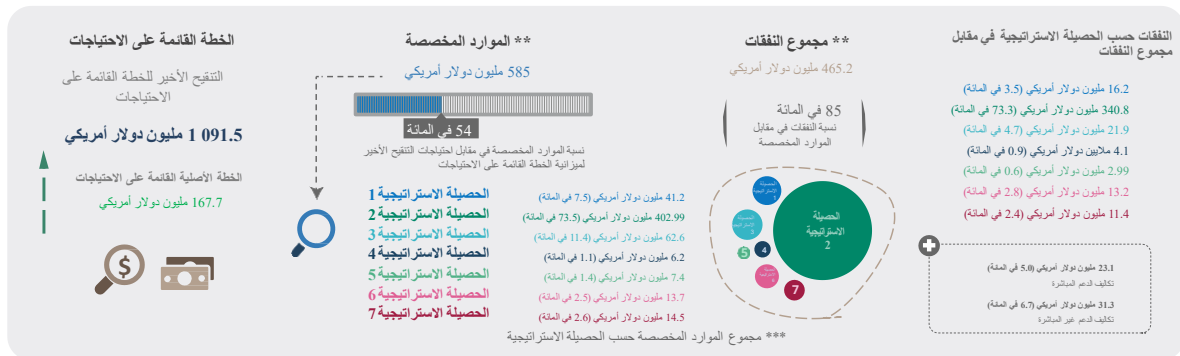 الخطة القائمة على الاحتياجات
التنقيح الأخير للخطة القائمة على
الاحتياجات
1 091.5 مليون دولار أمريكي
الخطة الأصلية القائمة على الاحتياجات
167.7 مليون دولار أمريكي
** الموارد المخصصة
585 مليون دولار أمريكي
54 في المائة
نسبة الموارد المخصصة في مقابل احتياجات التنقيح الأخير
لميزانية الخطة القائمة على الاحتياجات
الحصيلة الاستراتيجية 1
41.2 مليون دولار أمريكي (7.5 في المائة)
الحصيلة الاستراتيجية 2
402.99 مليون دولار أمريكي (73.5 في المائة)
الحصيلة الاستراتيجية 3
62.6 مليون دولار أمريكي (11.4 في المائة)
الحصيلة الاستراتيجية 4
6.2 مليون دولار أمريكي (1.1 في المائة)
الحصيلة الاستراتيجية 5
7.4 مليون دولار أمريكي (1.4 في المائة)
الحصيلة الاستراتيجية 6
13.7 مليون دولار أمريكي (2.5 في المائة)
الحصيلة الاستراتيجية 7
14.5 مليون دولار أمريكي (2.6 في المائة)
*** مجموع الموارد المخصصة حسب الحصيلة الاستراتيجية
** مجموع النفقات
465.2 مليون دولار أمريكي
85 في المائة
نسبة النفقات في مقابل
الموارد المخصصة
الحصيلة
الاستراتيجية
1
الحصيلة
الاستراتيجية
2
الحصيلة
الاستراتيجية
3
4
5
الحصيلة
الاستراتيجية
6
7
النفقات حسب الحصيلة الاستراتيجية في مقابل
مجموع النفقات
16.2 مليون دولار أمريكي (3.5 في المائة)
340.8 مليون دولار أمريكي (73.3 في المائة)
21.9 مليون دولار أمريكي (4.7 في المائة)
4.1 ملايين دولار أمريكي (0.9 في المائة)
2.99 مليون دولار أمريكي (0.6 في المائة)
13.2 مليون دولار أمريكي (2.8 في المائة)
11.4 مليون دولار أمريكي (2.4 في المائة)
23.1 مليون دولار أمريكي (5.0 في المائة)
تكاليف الدعم المباشرة
31.3 مليون دولار أمريكي (6.7 في المائة)
تكاليف الدعم غير المباشرة